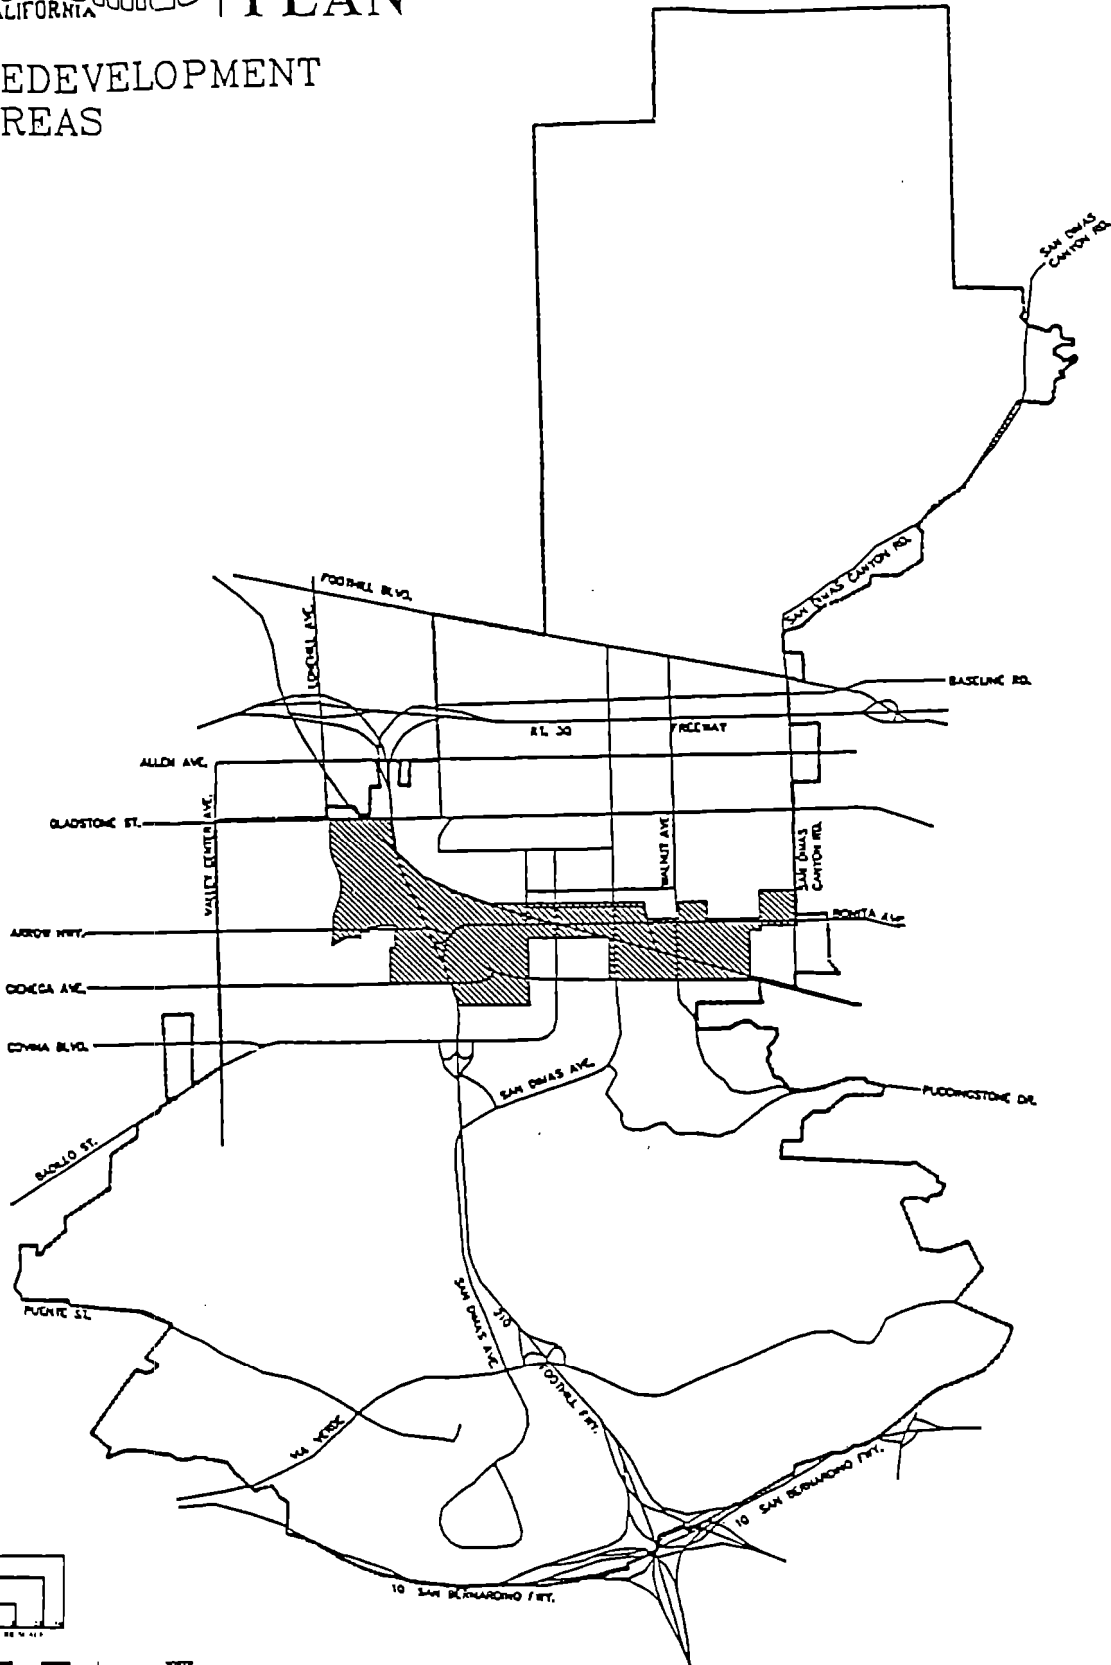 CALIFORNIA
PLAN
EDEVELOPMENT
REAS
SAN DIMAS
CANYON RD.
SAN DIMAS CANYON RD.
FOOTHILL BLVD.
LONEHILL AVE.
BASELINE RD.
RT. 30
FREEWAY
ALLEN AVE.
GLADSTONE ST.
VALLEY CENTER AVE.
WALNUT AVE.
SAN DIMAS
CANYON RD.
BONITA AVE.
ARROW HWY.
CIENEGA AVE.
COVINA BLVD.
SAN DIMAS AVE.
PUDDINGSTONE DR.
BADILLO ST.
PUENTE ST.
SAN DIMAS AVE.
210
FOOTHILL FWY.
VIA VERDE
10 SAN BERNARDINO FWY.
10 SAN BERNARDINO FWY.